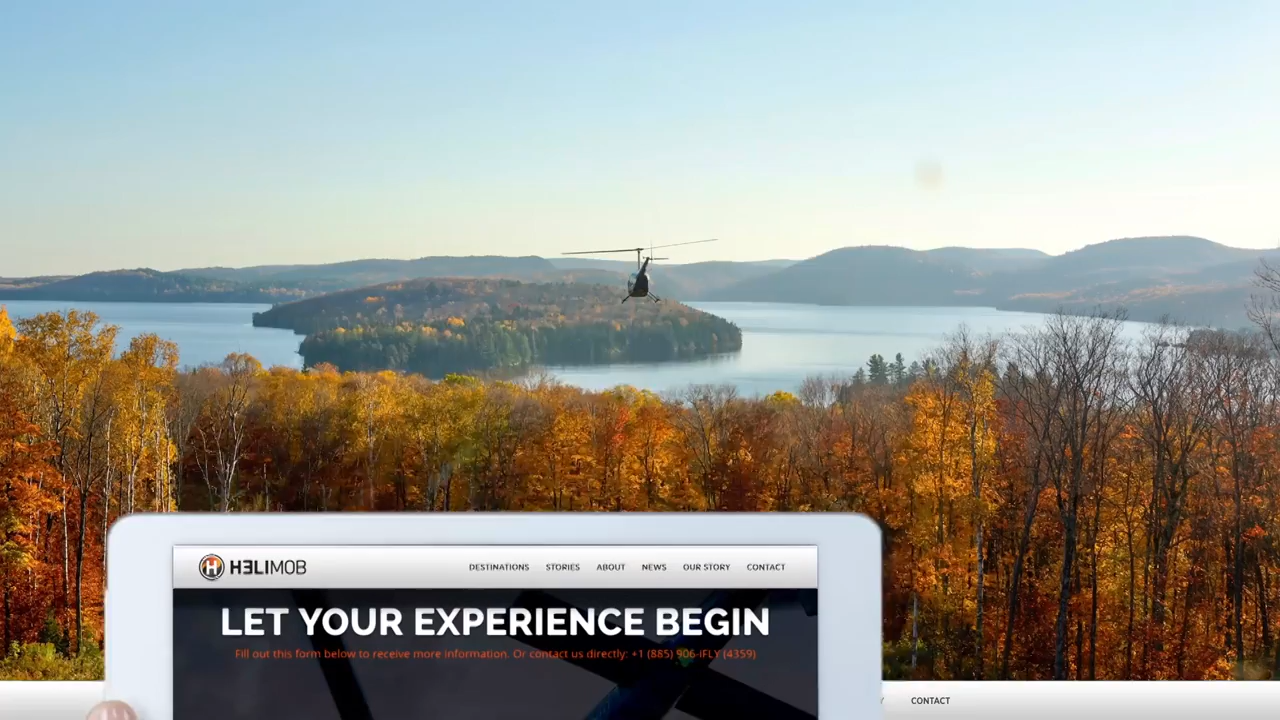 H3LIMOB
DESTINATIONS STORIES ABOUT NEWS OUR STORY CONTACT
LET YOUR EXPERIENCE BEGIN
Fill out this form below to receive more information. Or contact us directly: +1 (885) 906-iFLY (4359)
CONTACT